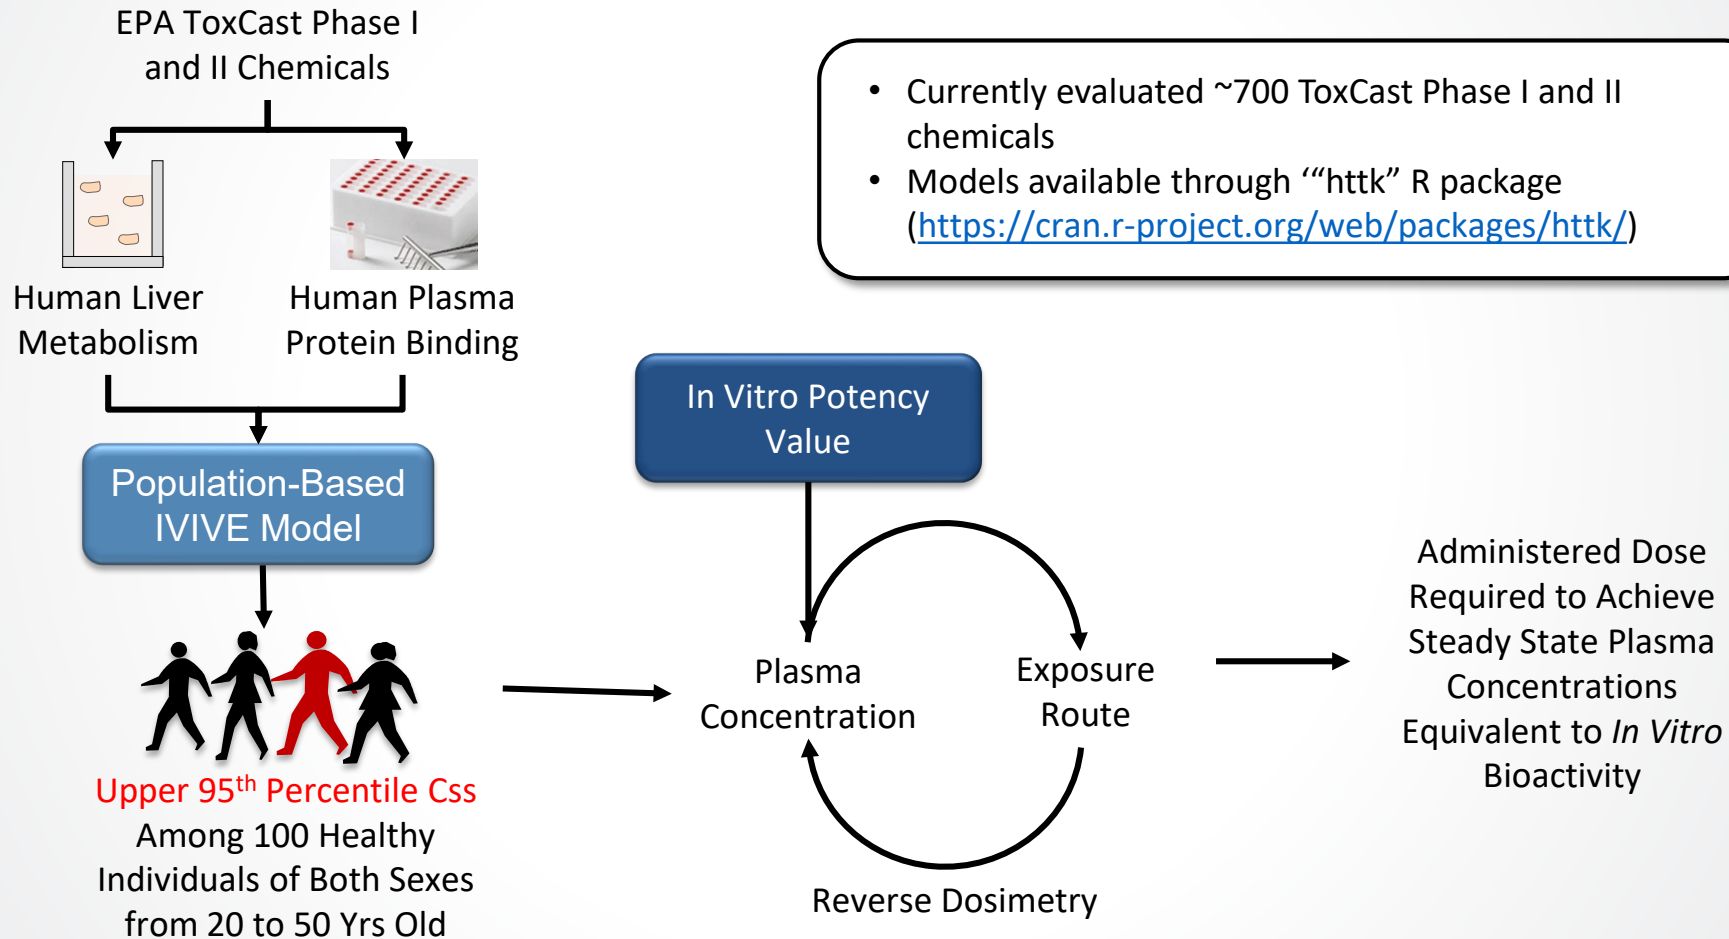 EPA ToxCast Phase I
and II Chemicals
Human Liver
Metabolism
Human Plasma
Protein Binding
Population-Based
IVIVE Model
Upper 95th Percentile Css
Among 100 Healthy
Individuals of Both Sexes
from 20 to 50 Yrs Old
• Currently evaluated ~700 ToxCast Phase I and II
chemicals
• Models available through ‘“httk” R package
(https://cran.r-project.org/web/packages/httk/)
In Vitro Potency
Value
Plasma
Concentration
Exposure
Route
Reverse Dosimetry
Administered Dose
Required to Achieve
Steady State Plasma
Concentrations
Equivalent to In Vitro
Bioactivity